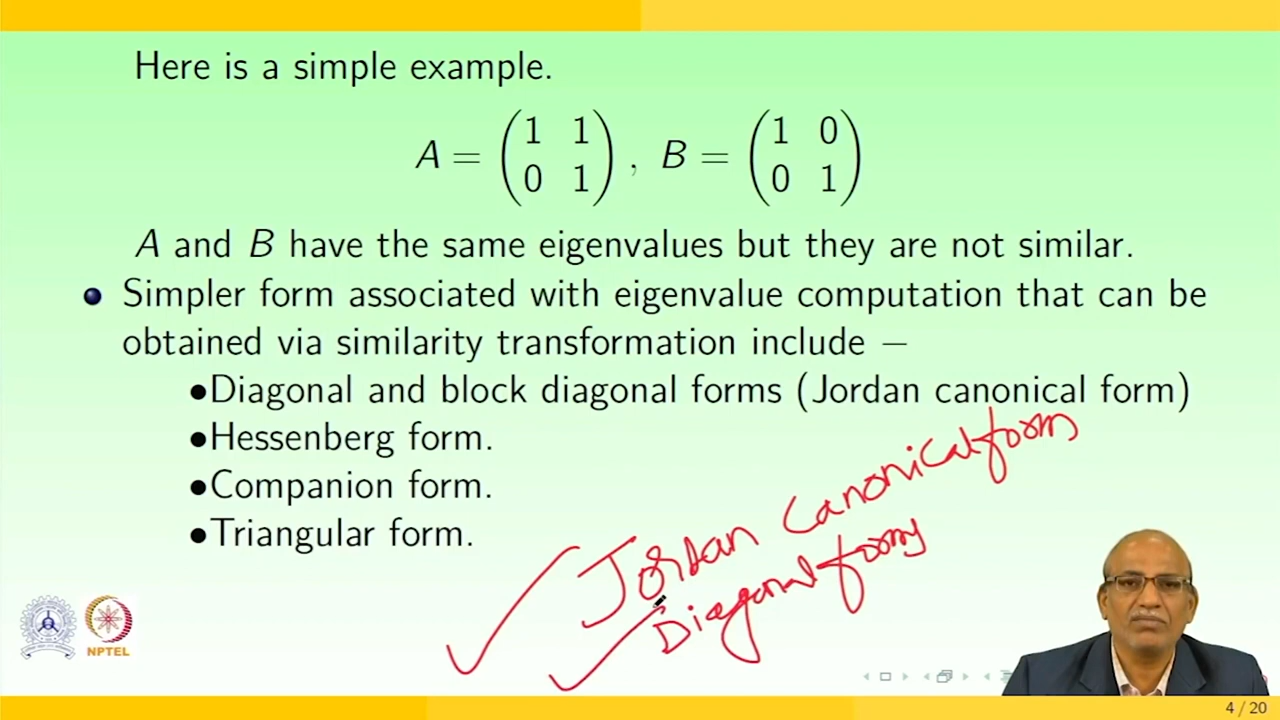 Here is a simple example.
A = (1 1 0 1), B = (1 0 0 1)
A and B have the same eigenvalues but they are not similar.
Simpler form associated with eigenvalue computation that can be
obtained via similarity transformation include –
•Diagonal and block diagonal forms (Jordan canonical form)
•Hessenberg form.
•Companion form.
•Triangular form.
Jordan Canonical form
Diagonal form
NPTEL
4 / 20